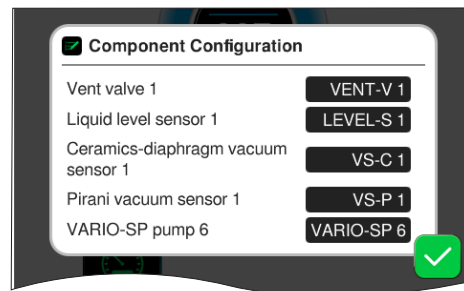 Component Configuration
Vent valve 1 VENT-V 1
Liquid level sensor 1 LEVEL-S 1
Ceramics-diaphragm vacuum
sensor 1 VS-C 1
Pirani vacuum sensor 1 VS-P 1
VARIO-SP pump 6 VARIO-SP 6